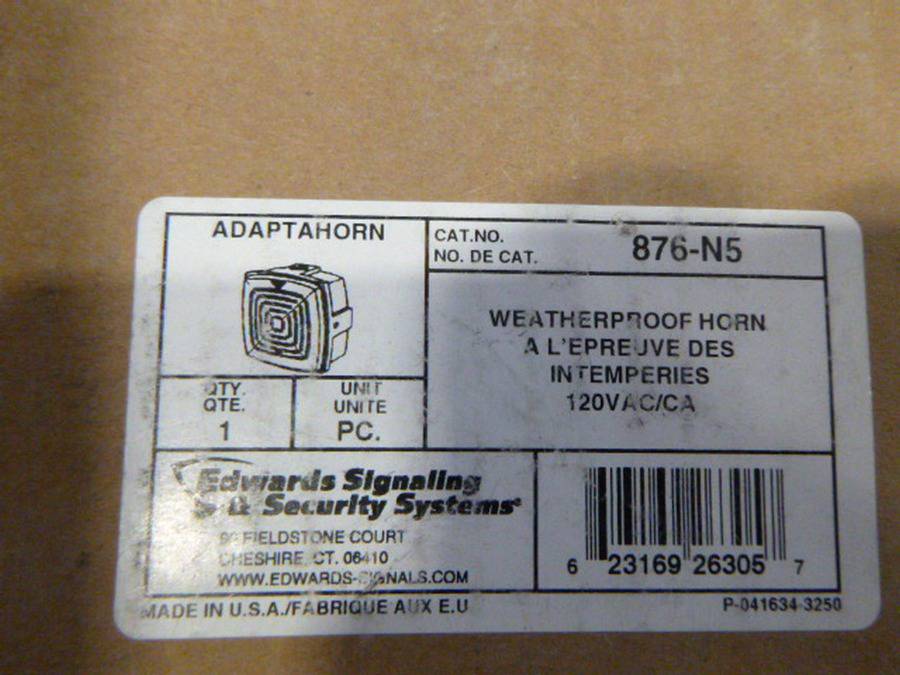 ADAPTAHORN
CAT.NO.
NO. DE CAT.
876-N5
WEATHERPROOF HORN
A L'EPREUVE DES
INTEMPERIES
120VAC/CA
QTY.
QTE.
1
UNIT
UNITE
PC.
Edwards Signaling
& Security Systems
FIELDSTONE COURT
CHESHIRE, CT. 06410
WWW.EDWARDS-SIGNALS.COM
6 23169 26305 7
MADE IN U.S.A./FABRIQUE AUX E.U
P-041634-3250